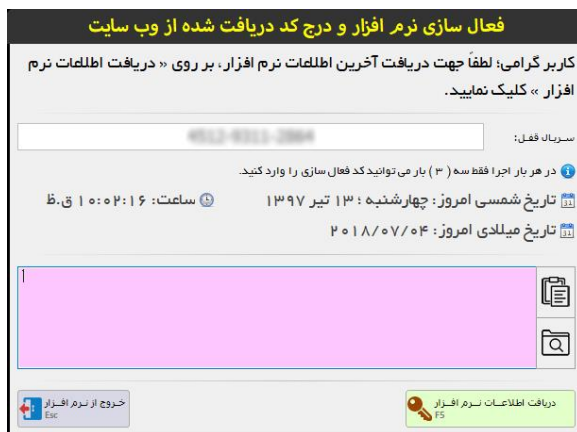 فعال سازی نرم افزار و درج کد دریافت شده از وب سایت
کاربر گرامی؛ لطفاً جهت دریافت آخرین اطلاعات نرم افزار، بر روی « دریافت اطلاعات نرم
افزار » کلیک نمایید.
سریال قفل:
در هر بار اجرا فقط سه ( ۳ ) بار می توانید کد فعال سازی را وارد کنید.
تاریخ شمسی امروز: چهارشنبه ؛ ۱۳ تیر ۱۳۹۷ ساعت: ۱۰:۰۲:۱۶ ق.ظ
تاریخ میلادی امروز: ۲۰۱۸/۰۷/۰۴
دریافت اطلاعات نرم افزار
F5
خروج از نرم افزار
Esc